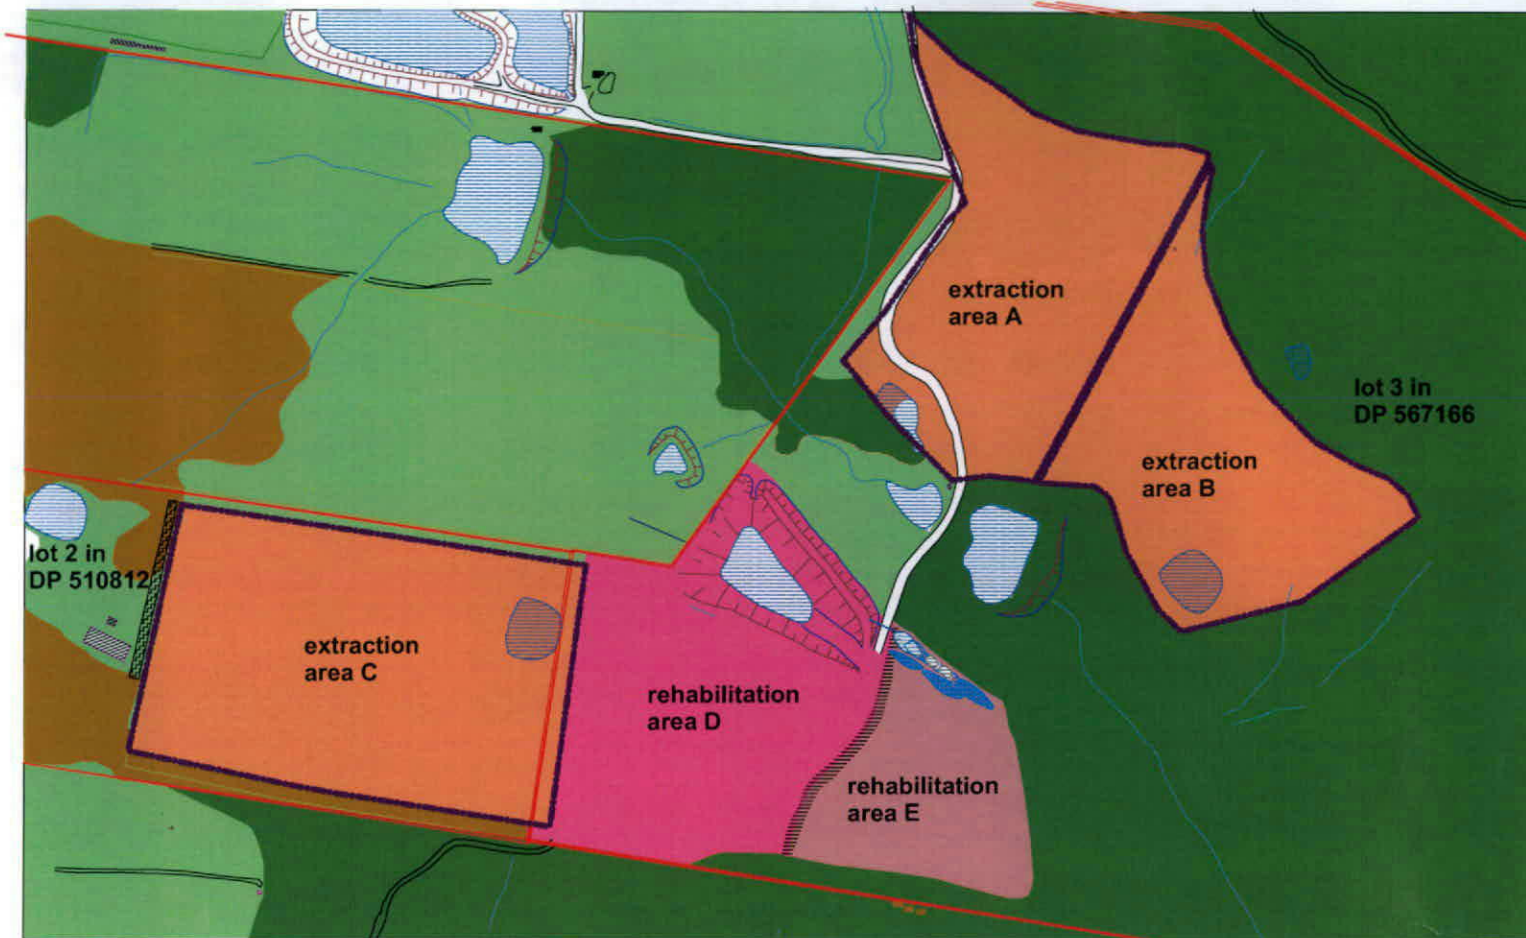 extraction
area A
lot 3 in
DP 567166
extraction
area B
lot 2 in
DP 510812
extraction
area C
rehabilitation
area D
rehabilitation
area E